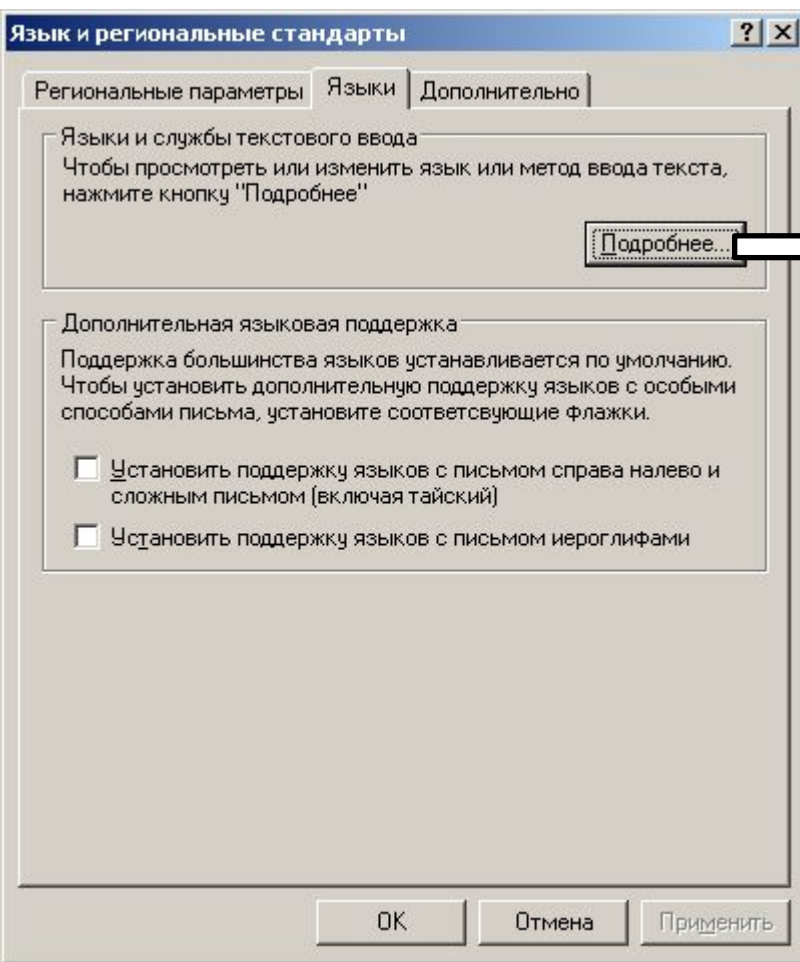 Язык и региональные стандарты
Региональные параметры Языки Дополнительно
Языки и службы текстового ввода
Чтобы просмотреть или изменить язык или метод ввода текста,
нажмите кнопку "Подробнее"
Подробнее...
Дополнительная языковая поддержка
Поддержка большинства языков устанавливается по умолчанию.
Чтобы установить дополнительную поддержку языков с особыми
способами письма, установите соответсвующие флажки.
Установить поддержку языков с письмом справа налево и
сложным письмом (включая тайский)
Установить поддержку языков с письмом иероглифами
ОК Отмена Применить